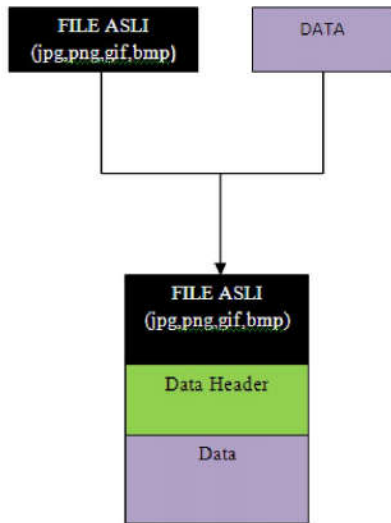 FILE ASLI
(jpg,png,gif,bmp)
DATA
FILE ASLI
(jpg,png,gif,bmp)
Data Header
Data